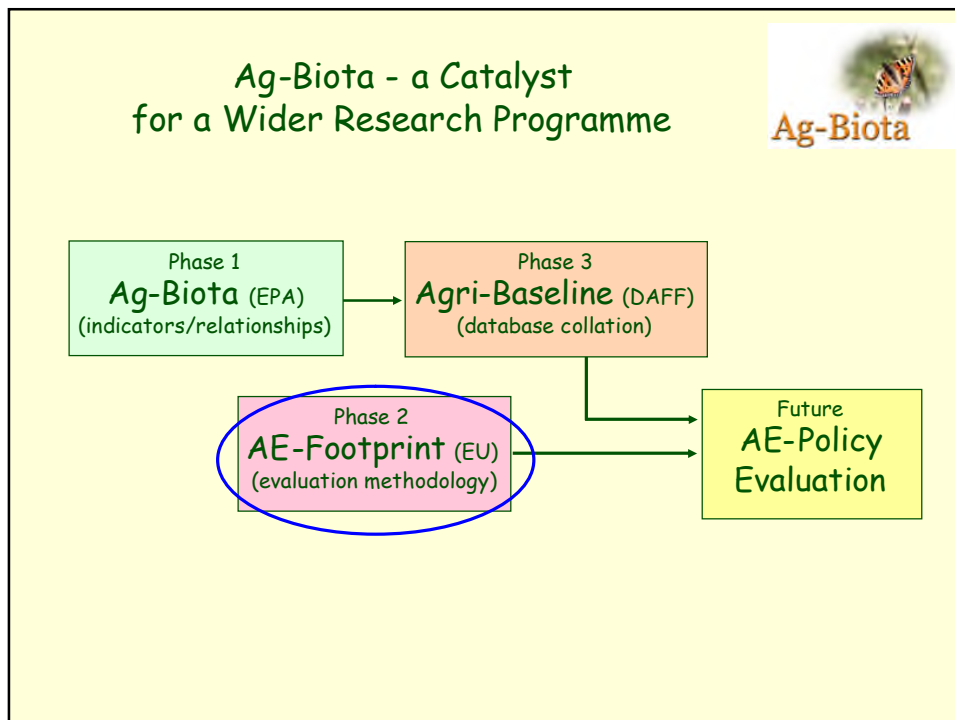 Ag-Biota - a Catalyst
for a Wider Research Programme
Ag-Biota
Phase 1
Ag-Biota (EPA)
(indicators/relationships)
Phase 3
Agri-Baseline (DAFF)
(database collation)
Phase 2
AE-Footprint (EU)
(evaluation methodology)
Future
AE-Policy
Evaluation